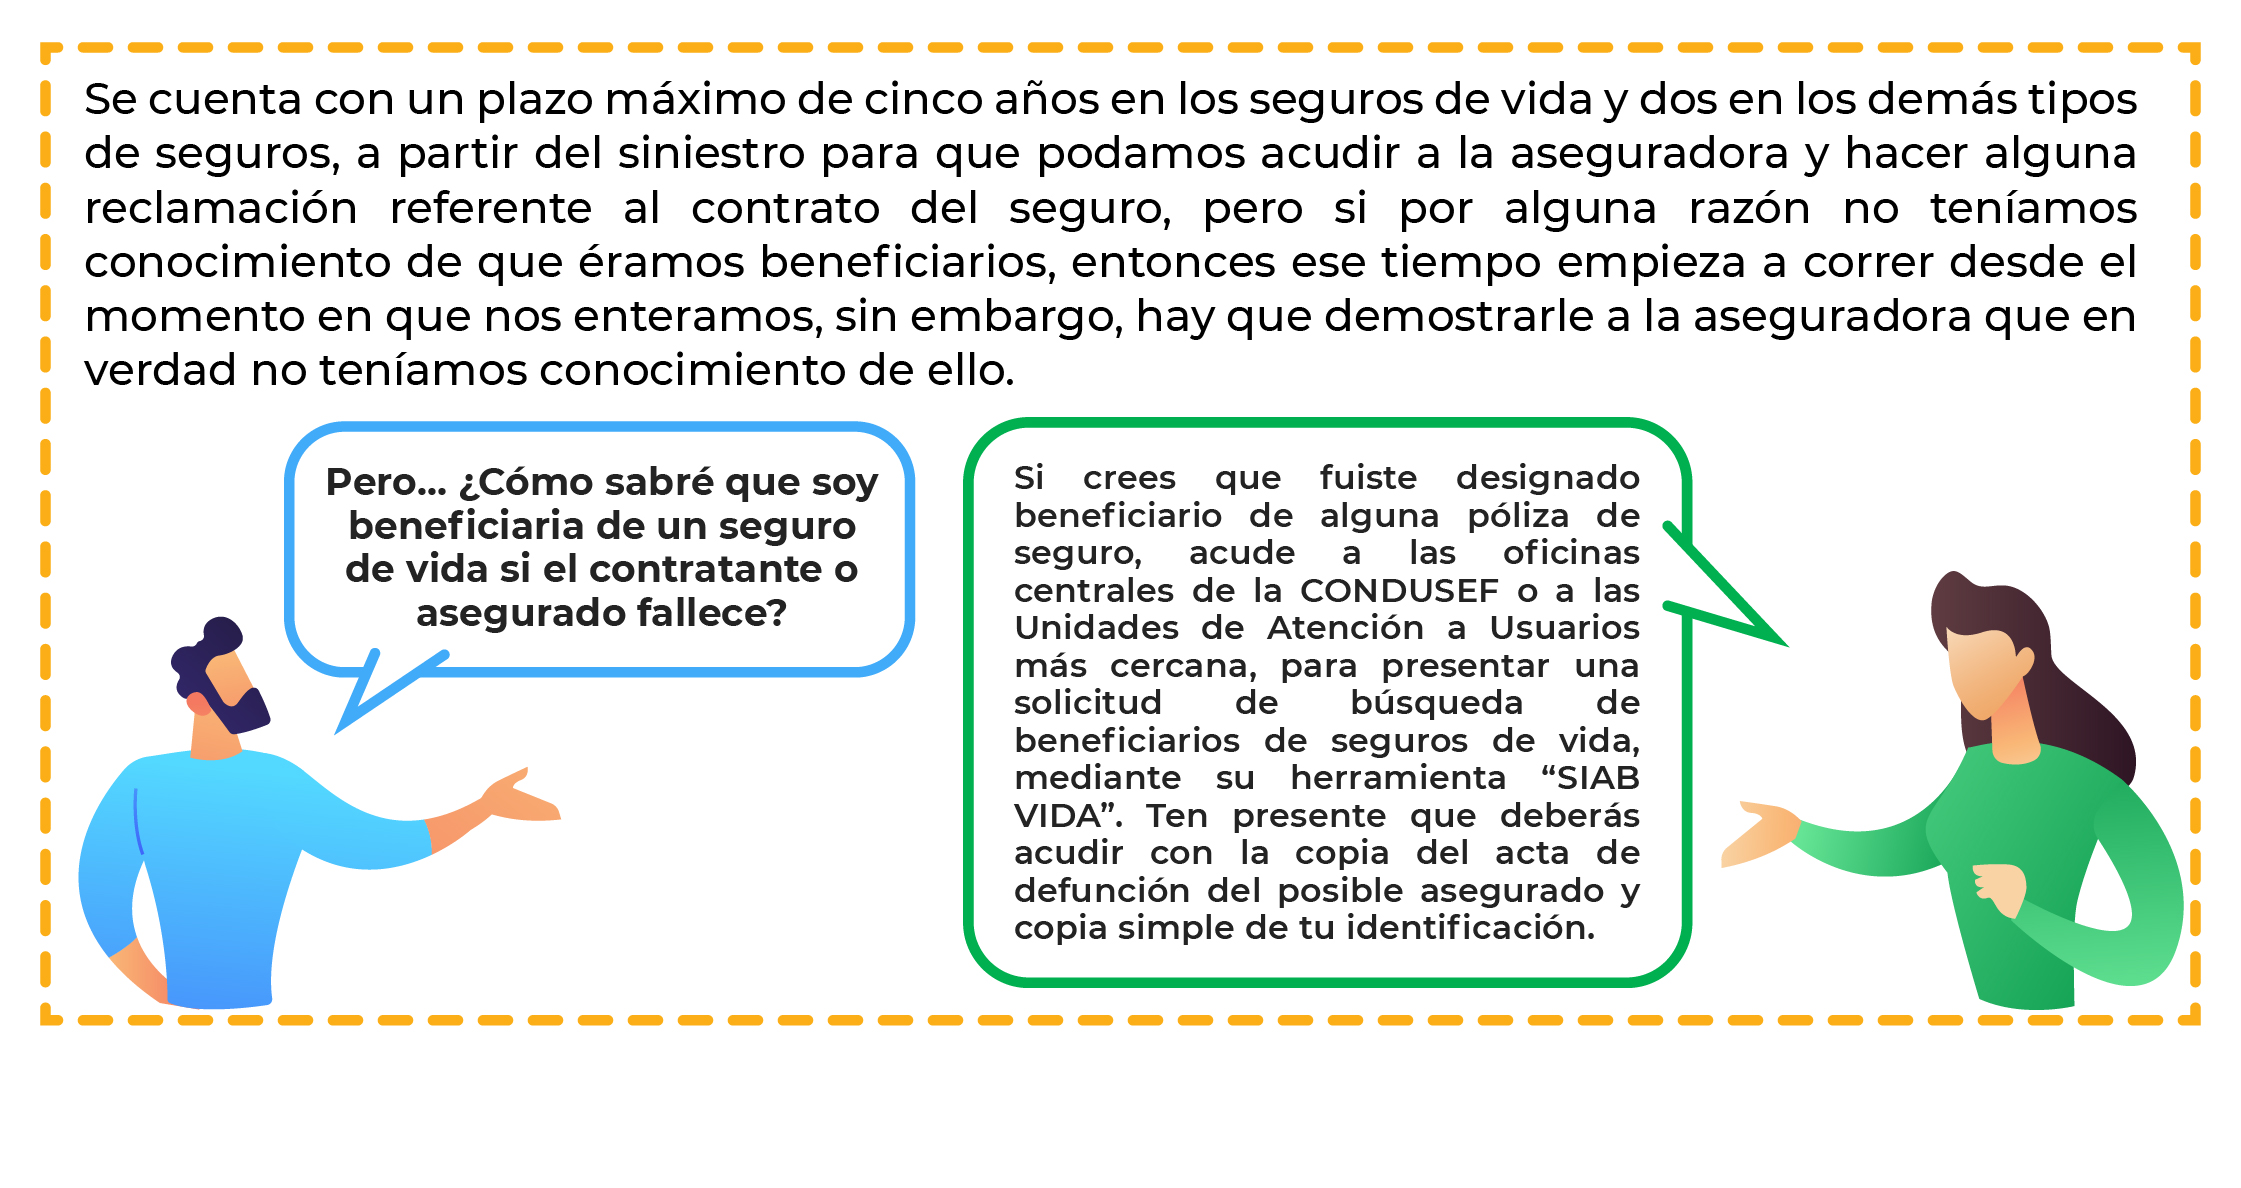 Se cuenta con un plazo máximo de cinco años en los seguros de vida y dos en los demás tipos
de seguros, a partir del siniestro para que podamos acudir a la aseguradora y hacer alguna
reclamación referente al contrato del seguro, pero si por alguna razón no teníamos
conocimiento de que éramos beneficiarios, entonces ese tiempo empieza a correr desde el
momento en que nos enteramos, sin embargo, hay que demostrarle a la aseguradora que en
verdad no teníamos conocimiento de ello.
Pero... ¿Cómo sabré que soy
beneficiaria de un seguro
de vida si el contratante o
asegurado fallece?
Si crees que fuiste designado
beneficiario de alguna póliza de
seguro, acude a las oficinas
centrales de la CONDUSEF o a las
Unidades de Atención a Usuarios
más cercana, para presentar una
solicitud de búsqueda de
beneficiarios de seguros de vida,
mediante su herramienta “SIAB
VIDA”. Ten presente que deberás
acudir con la copia del acta de
defunción del posible asegurado y
copia simple de tu identificación.